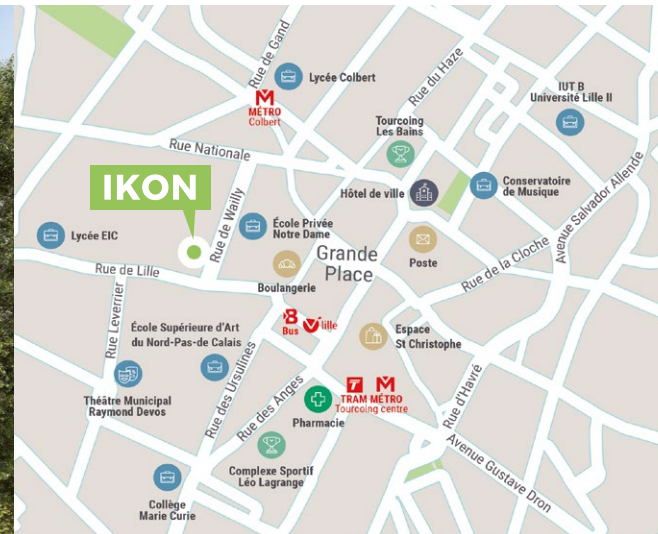 Rue de Gand
Lycée Colbert
MÉTRO
Colbert
Rue du Haze
IUT B
Université Lille II
Tourcoing
Les Bains
Rue Nationale
IKON
Hôtel de ville
Conservatoire
de Musique
Avenue Salvador Allende
Rue de Wailly
Lycée EIC
École Privée
Notre Dame
Grande
Place
Poste
Rue de la Cloche
Rue de Lille
Boulangerie
Rue Leverrier
École Supérieure d'Art
du Nord-Pas-de Calais
Bus
V'lille
Espace
St Christophe
Rue des Ursulines
Rue des Anges
TRAM MÉTRO
Tourcoing centre
Rue d'Havré
Théâtre Municipal
Raymond Devos
Pharmacie
Avenue Gustave Dron
Complexe Sportif
Léo Lagrange
Collège
Marie Curie